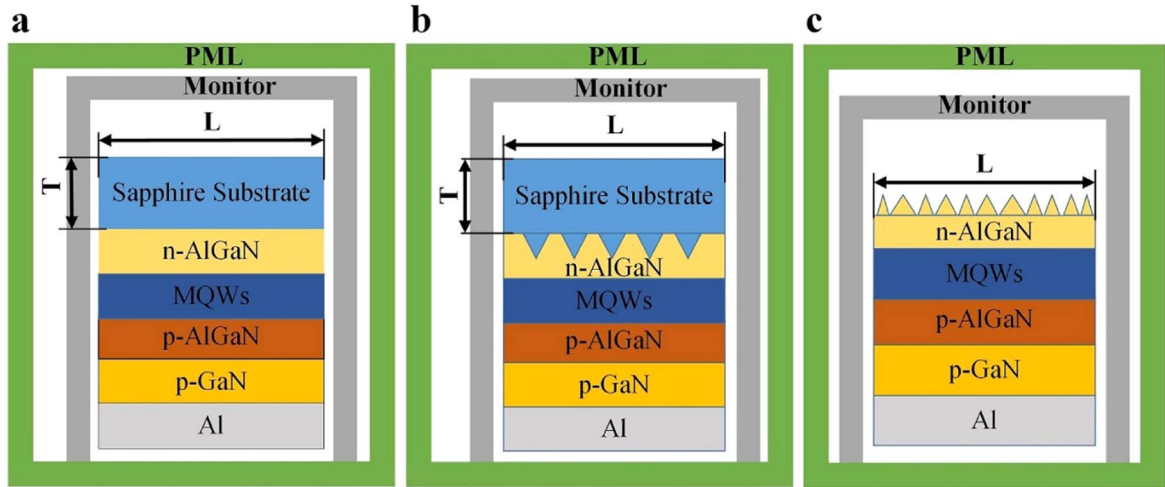 a
PML
Monitor
L
T
Sapphire Substrate
n-AlGaN
MQWs
p-AlGaN
p-GaN
Al
b
PML
Monitor
L
T
Sapphire Substrate
n-AlGaN
MQWs
p-AlGaN
p-GaN
Al
c
PML
Monitor
L
n-AlGaN
MQWs
p-AlGaN
p-GaN
Al